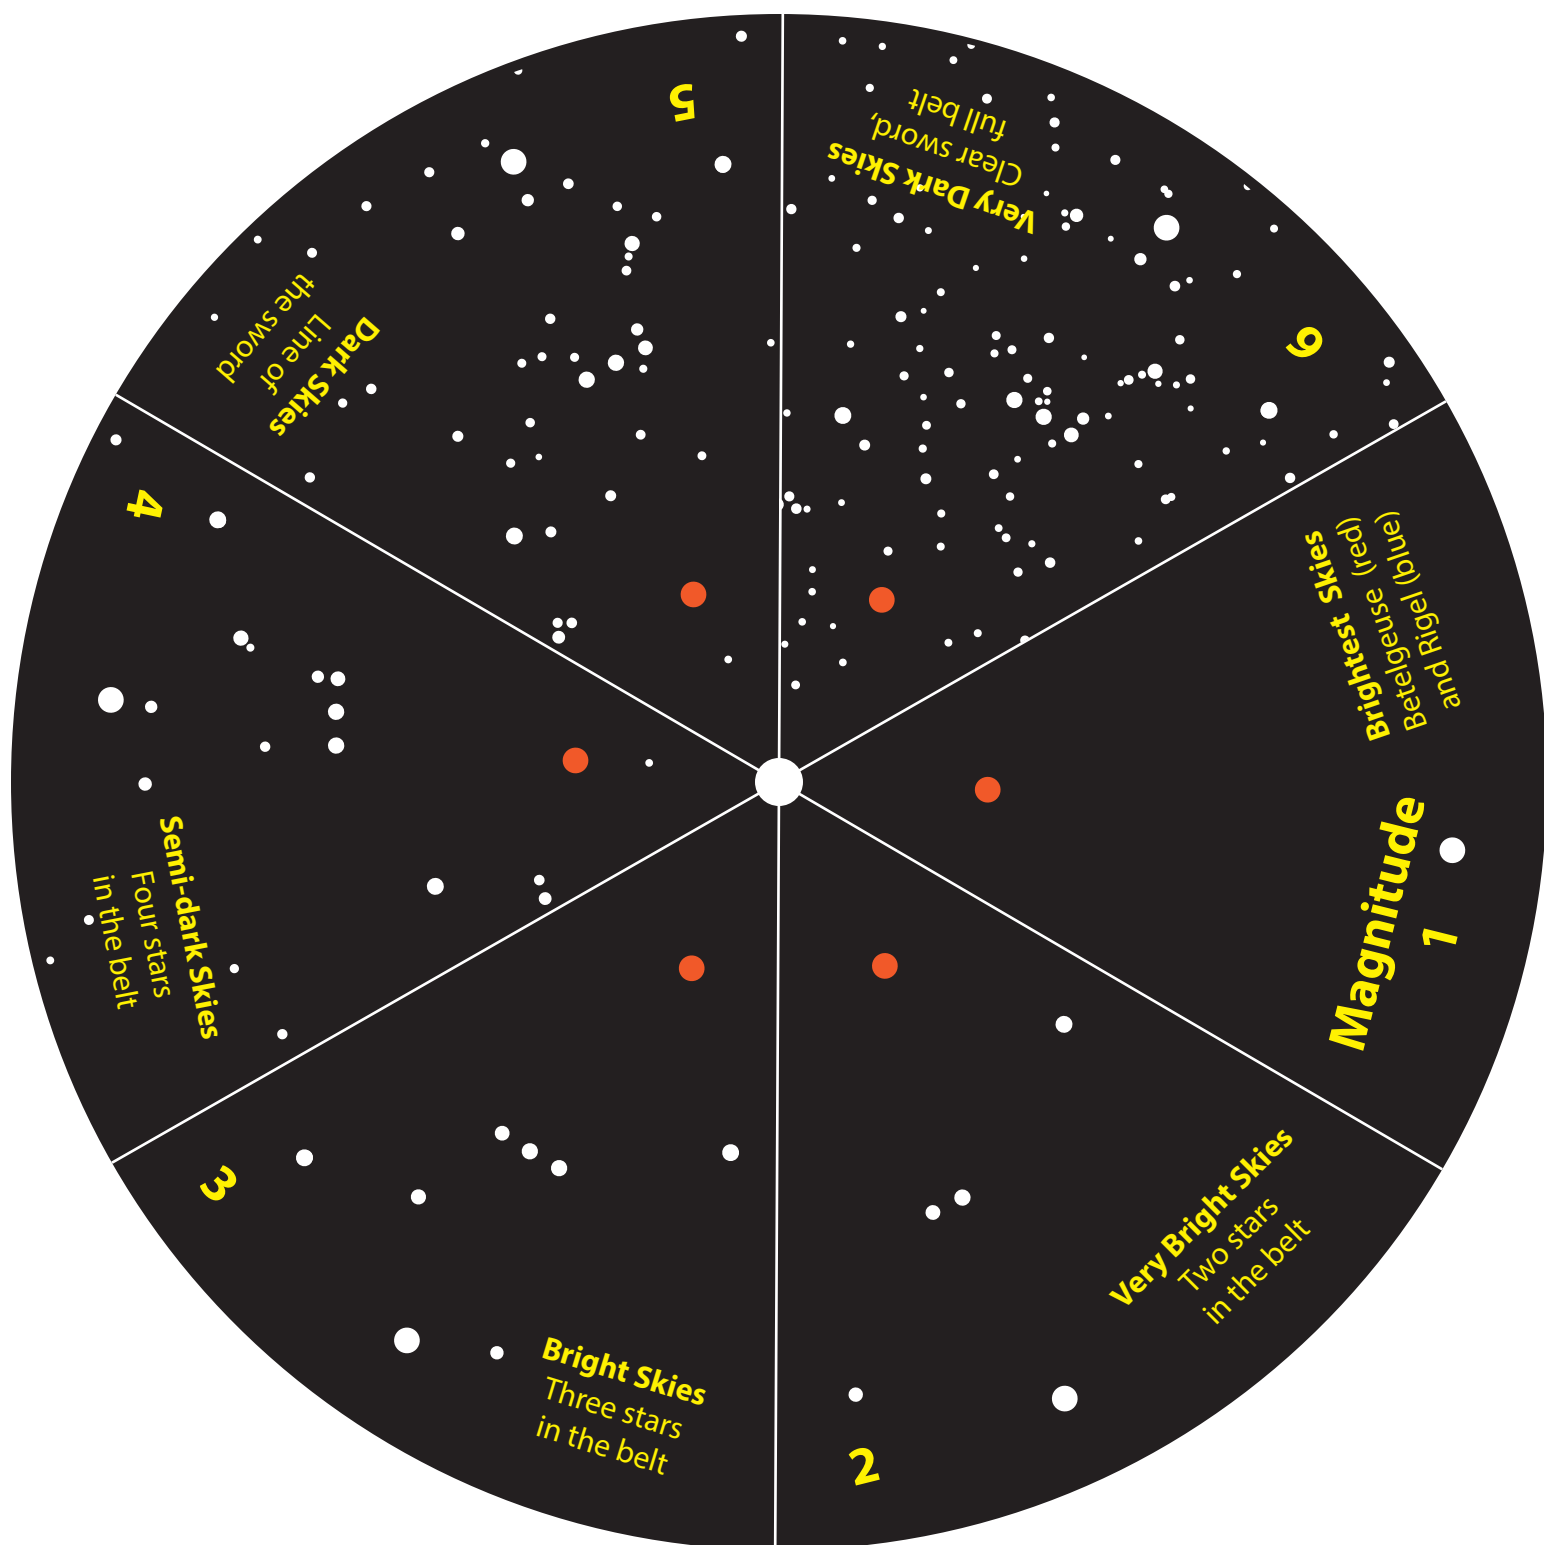 Magnitude
1
Brightest Skies
Betelgeuse (red)
and Rigel (blue)
2
Very Bright Skies
Two stars
in the belt
3
Bright Skies
Three stars
in the belt
4
Semi-dark Skies
Four stars
in the belt
5
Dark Skies
Line of
the sword
6
Very Dark Skies
Clear sword,
full belt